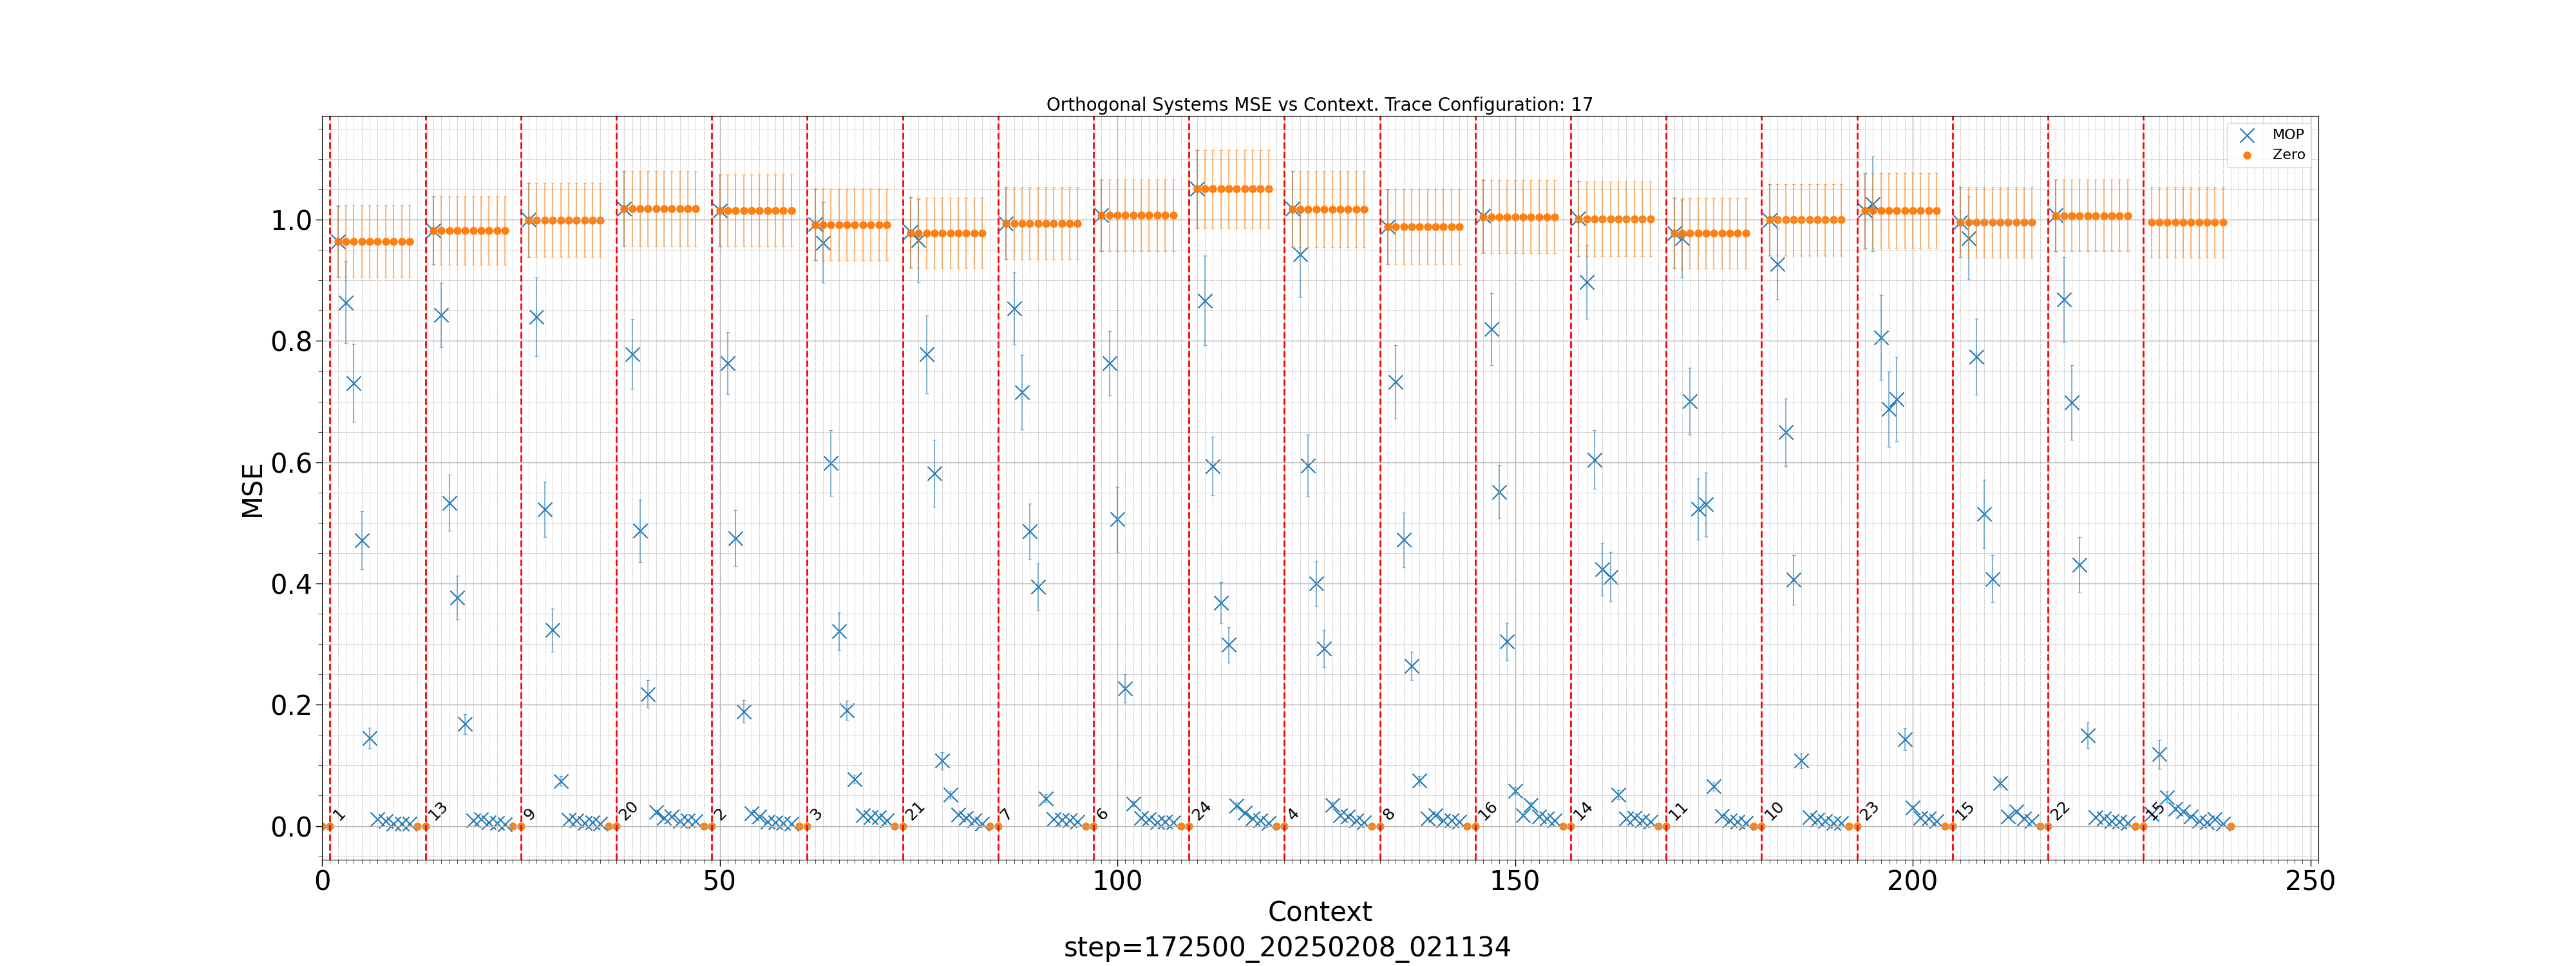 Orthogonal Systems MSE vs Context. Trace Configuration: 17
MOP
Zero
MSE
1.0
0.8
0.6
0.4
0.2
0.0
1 13 9 20 2 3 21 7 6 24 4 8 16 14 11 10 23 15 22 15
0 50 100 150 200 250
Context
step=172500_20250208_021134